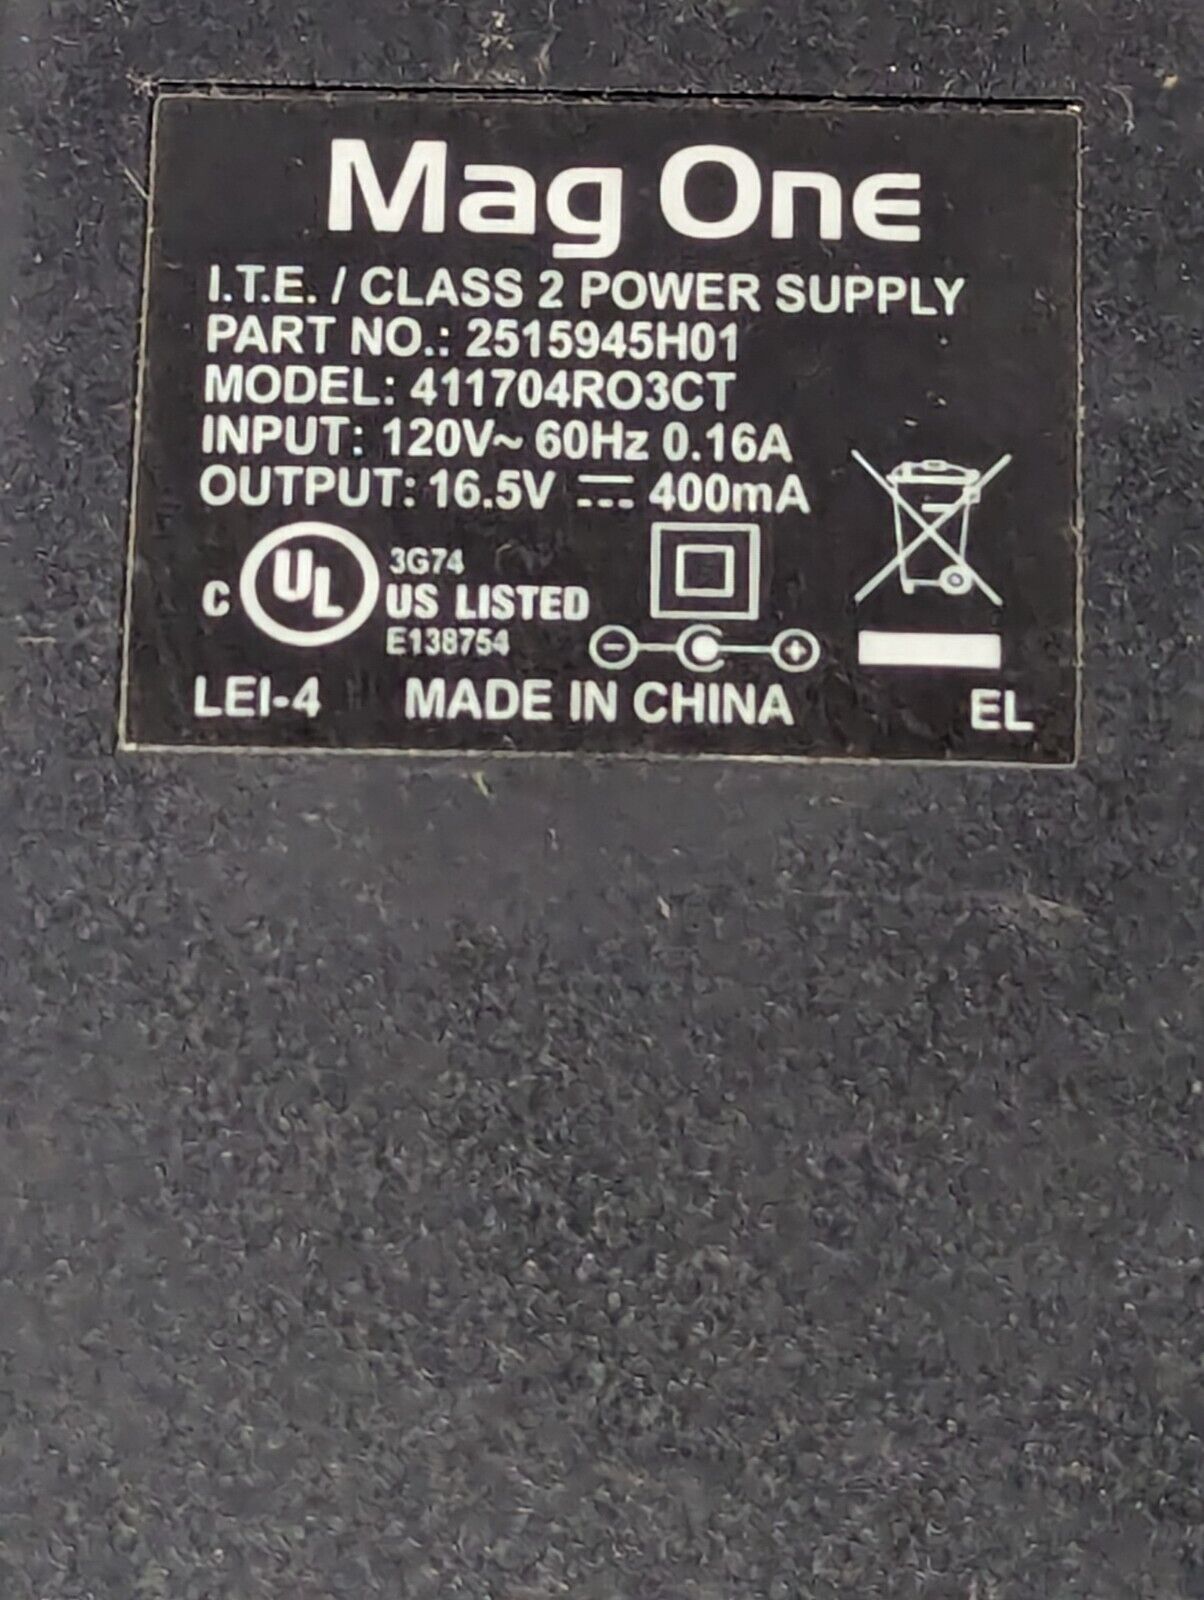 Mag One
I.T.E. / CLASS 2 POWER SUPPLY
PART NO.: 2515945H01
MODEL: 411704RO3CT
INPUT: 120V~ 60Hz 0.16A
OUTPUT: 16.5V ⎓ 400mA
C UL US LISTED
3G74
E138754
LEI-4 MADE IN CHINA EL